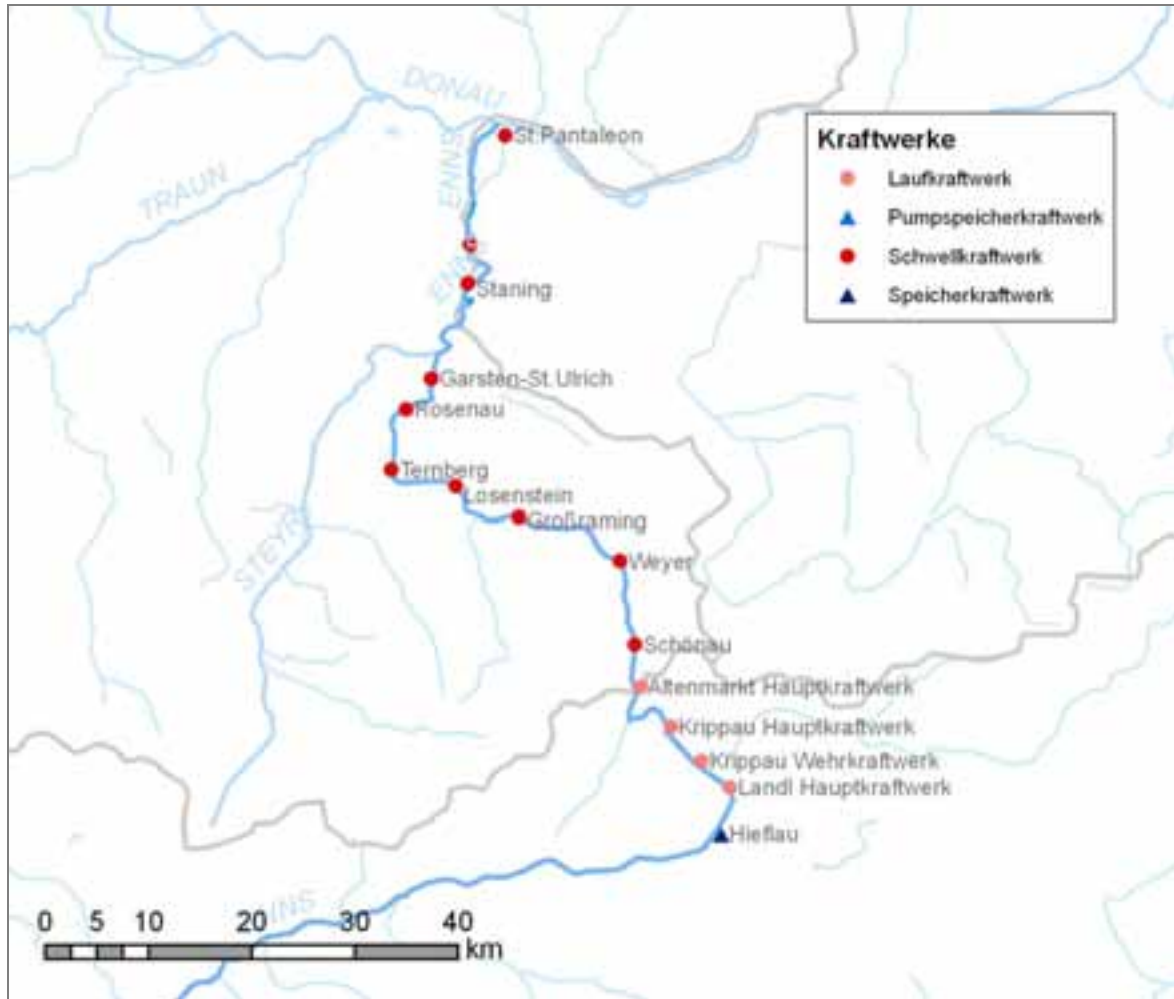 DONAU
St.Pantaleon
TRAUN
ENNS
Kraftwerke
Laufkraftwerk
Pumpspeicherkraftwerk
Schwellkraftwerk
Speicherkraftwerk
Staning
Garsten-St.Ulrich
Rosenau
Ternberg
Losenstein
Großraming
STEYR
Weyer
Schönau
Altenmarkt Hauptkraftwerk
Krippau Hauptkraftwerk
Krippau Wehrkraftwerk
Landl Hauptkraftwerk
Hieflau
0 5 10 20 30 40
km